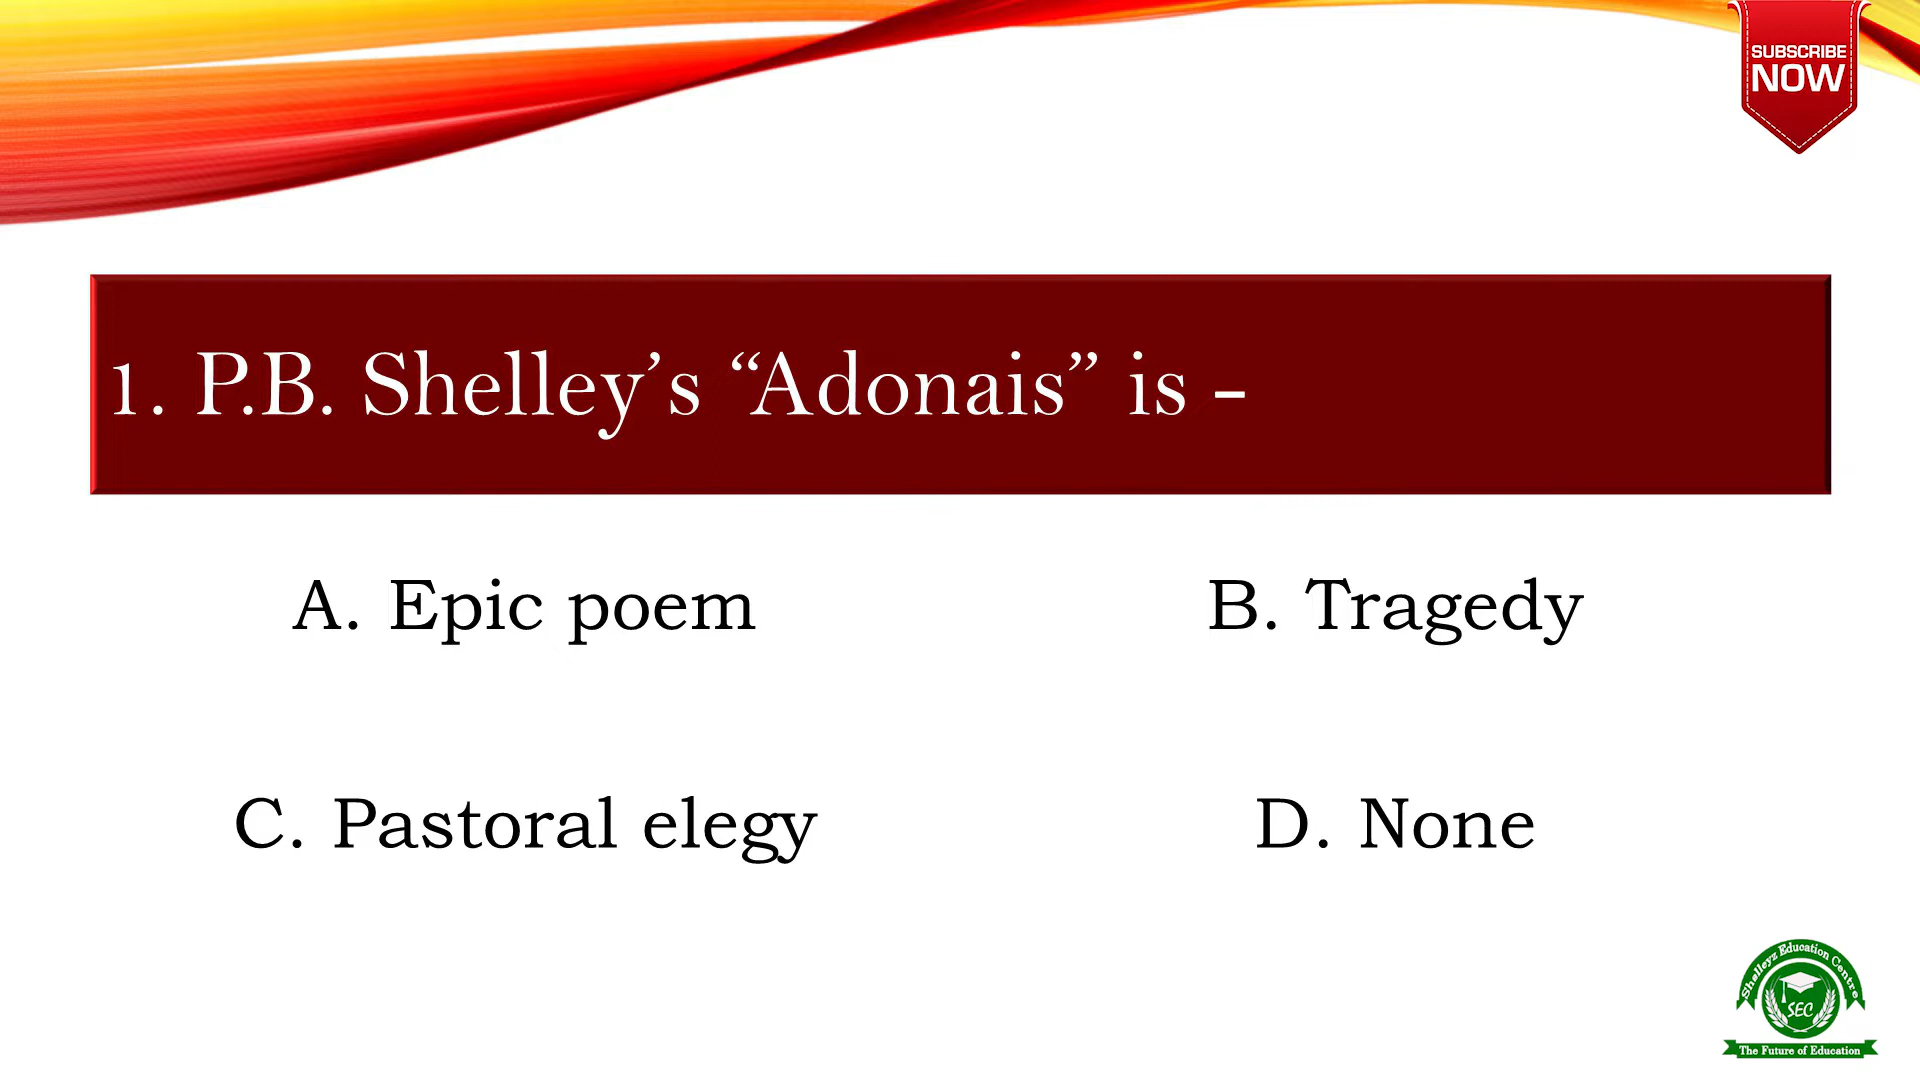 SUBSCRIBE
NOW
1. P.B. Shelley’s “Adonais” is –
A. Epic poem
B. Tragedy
C. Pastoral elegy
D. None
Shalleyz Education Centre
SEC
The Future of Education